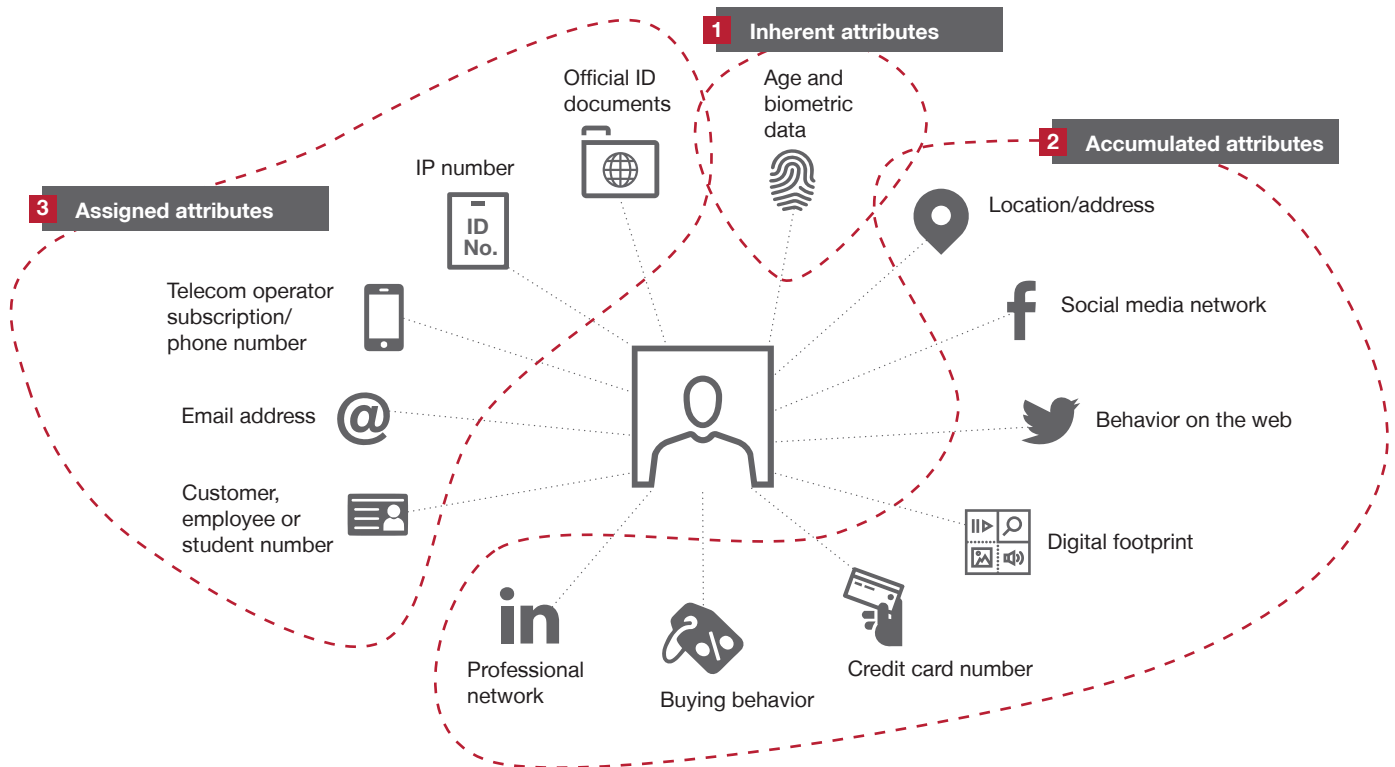 1 Inherent attributes
Age and
biometric
data
2 Accumulated attributes
Location/address
Social media network
f
Behavior on the web
Digital footprint
Credit card number
Buying behavior
%
in
Professional
network
3 Assigned attributes
Official ID
documents
IP number
ID
No.
Telecom operator
subscription/
phone number
Email address
@
Customer,
employee or
student number